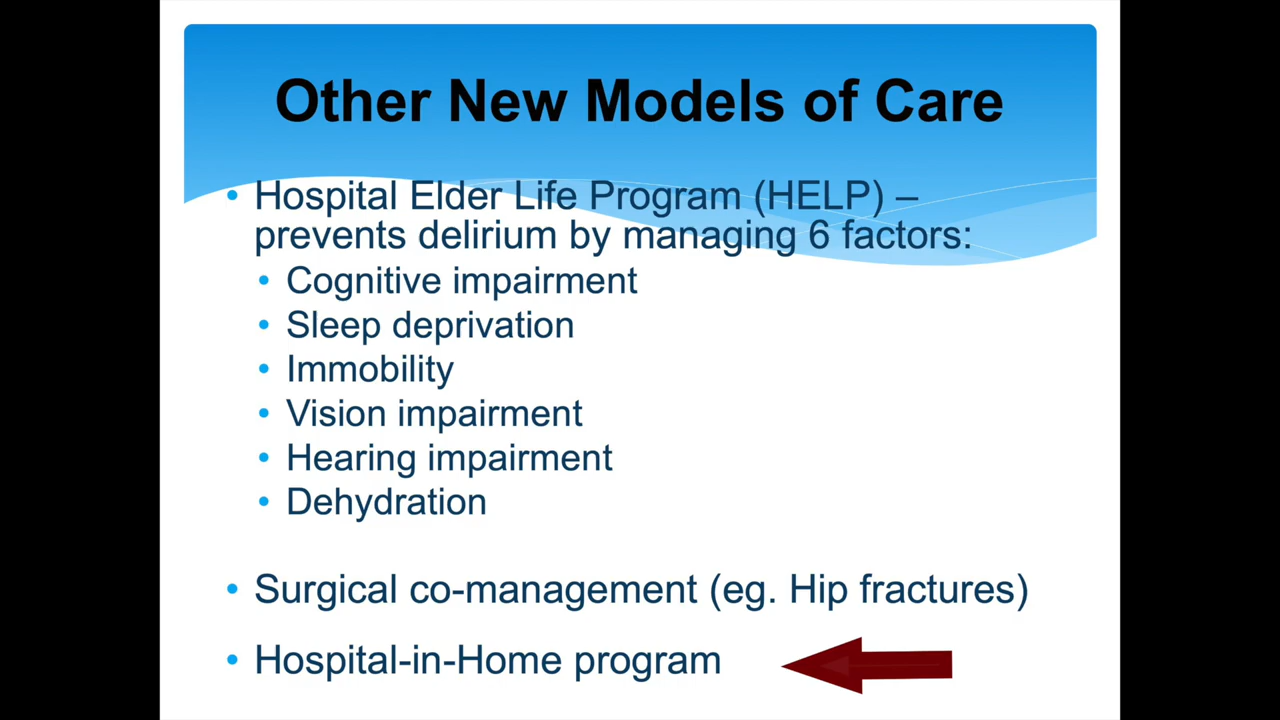 Other New Models of Care
• Hospital Elder Life Program (HELP) –
prevents delirium by managing 6 factors:
• Cognitive impairment
• Sleep deprivation
• Immobility
• Vision impairment
• Hearing impairment
• Dehydration
• Surgical co-management (eg. Hip fractures)
• Hospital-in-Home program